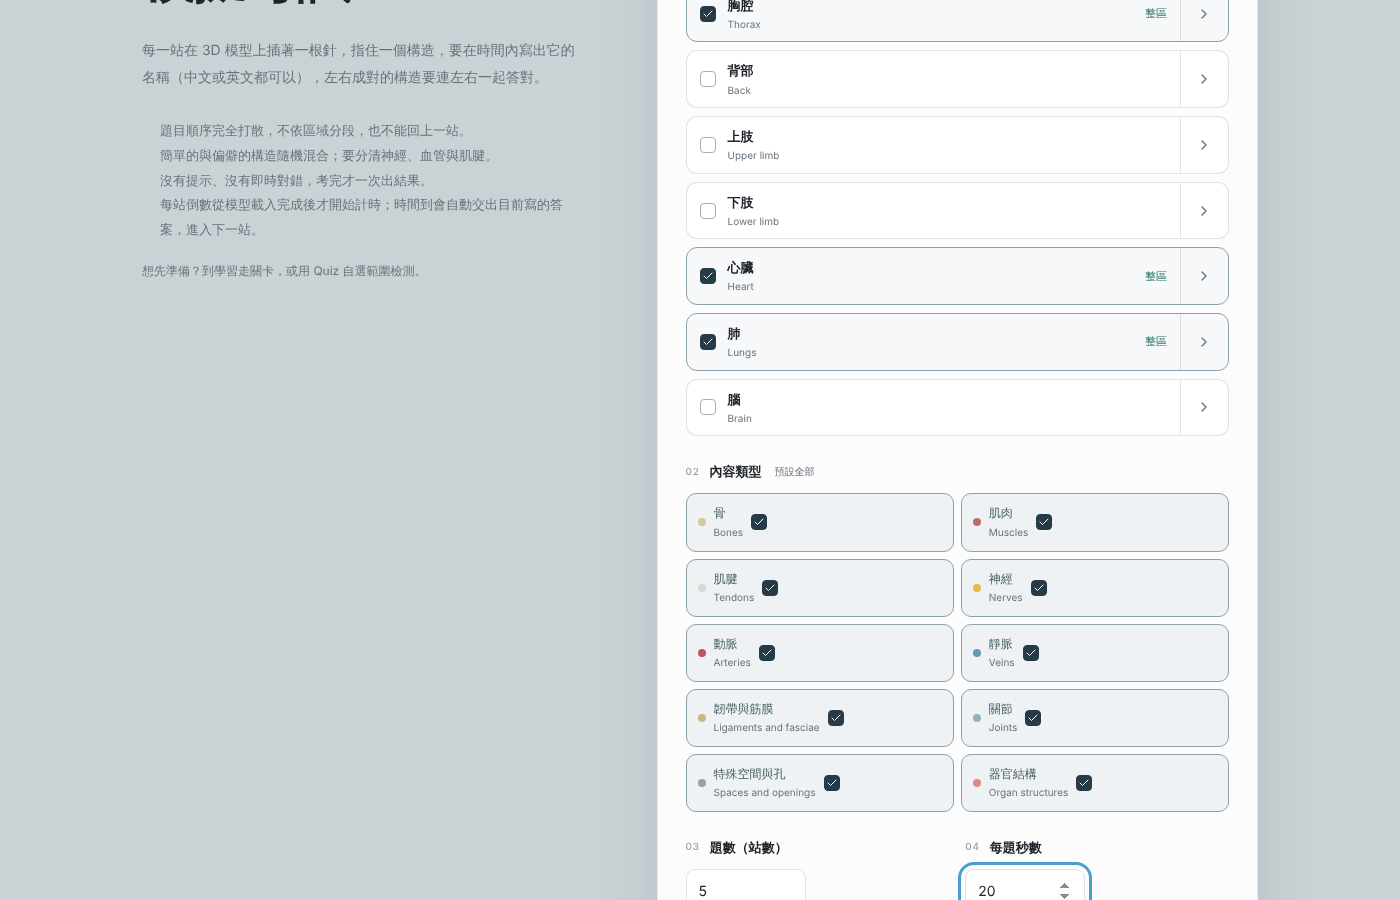 每一站在 3D 模型上插著一根針，指住一個構造，要在時間內寫出它的
名稱（中文或英文都可以），左右成對的構造要連左右一起答對。
題目順序完全打散，不依區域分段，也不能回上一站。
簡單的與偏僻的構造隨機混合；要分清神經、血管與肌腱。
沒有提示、沒有即時對錯，考完才一次出結果。
每站倒數從模型載入完成後才開始計時；時間到會自動交出目前寫的答
案，進入下一站。
想先準備？到學習走關卡，或用 Quiz 自選範圍檢測。
胸腔
Thorax
整區
背部
Back
上肢
Upper limb
下肢
Lower limb
心臟
Heart
整區
肺
Lungs
整區
腦
Brain
02 內容類型 預設全部
骨
Bones
肌肉
Muscles
肌腱
Tendons
神經
Nerves
動脈
Arteries
靜脈
Veins
韌帶與筋膜
Ligaments and fasciae
關節
Joints
特殊空間與孔
Spaces and openings
器官結構
Organ structures
03 題數（站數）
5
04 每題秒數
20